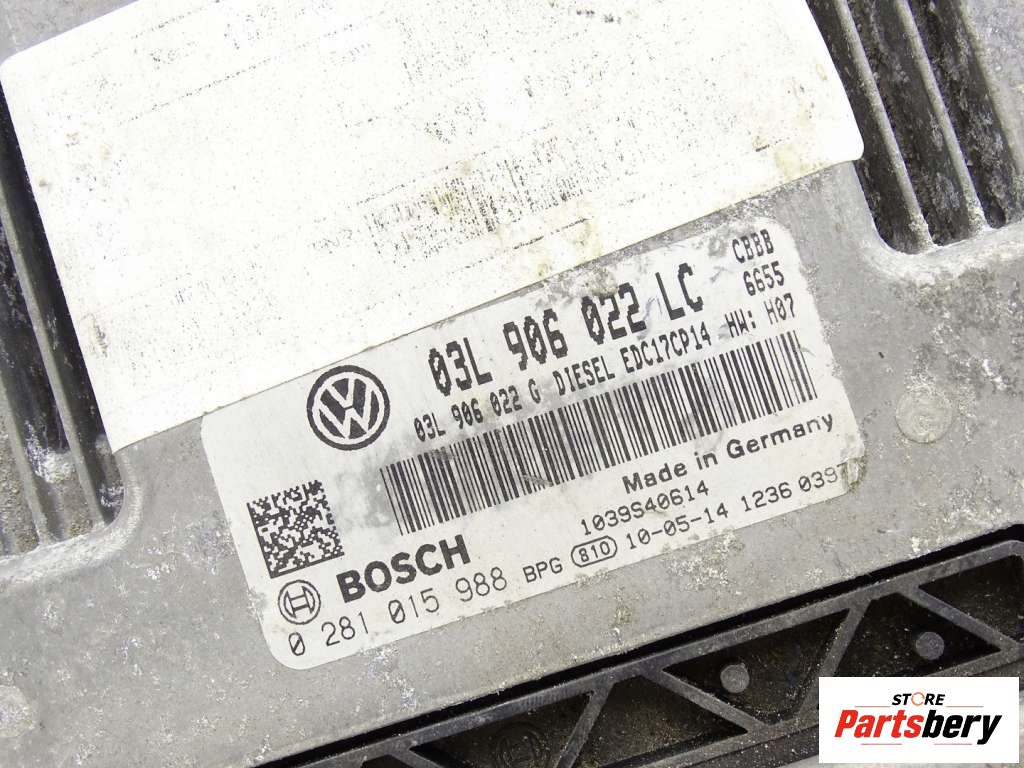 03L 906 022 LC CBBB
03L 906 022 G DIESEL EDC17CP14 HW: H07 6655
Made in Germany
1039S40614
BOSCH
0 281 015 988 BPG 810 10-05-14 1236 0397
STORE
Partsbery